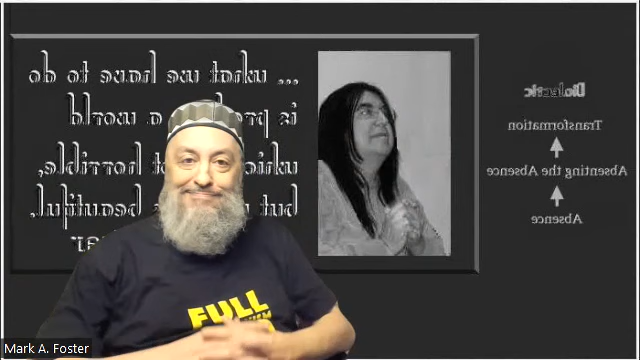 ... what we have to do
is a world
horrible,
but beautiful,
Dialectic
Transformation
Absenting the Absence
Absence
FULL
Mark A. Foster